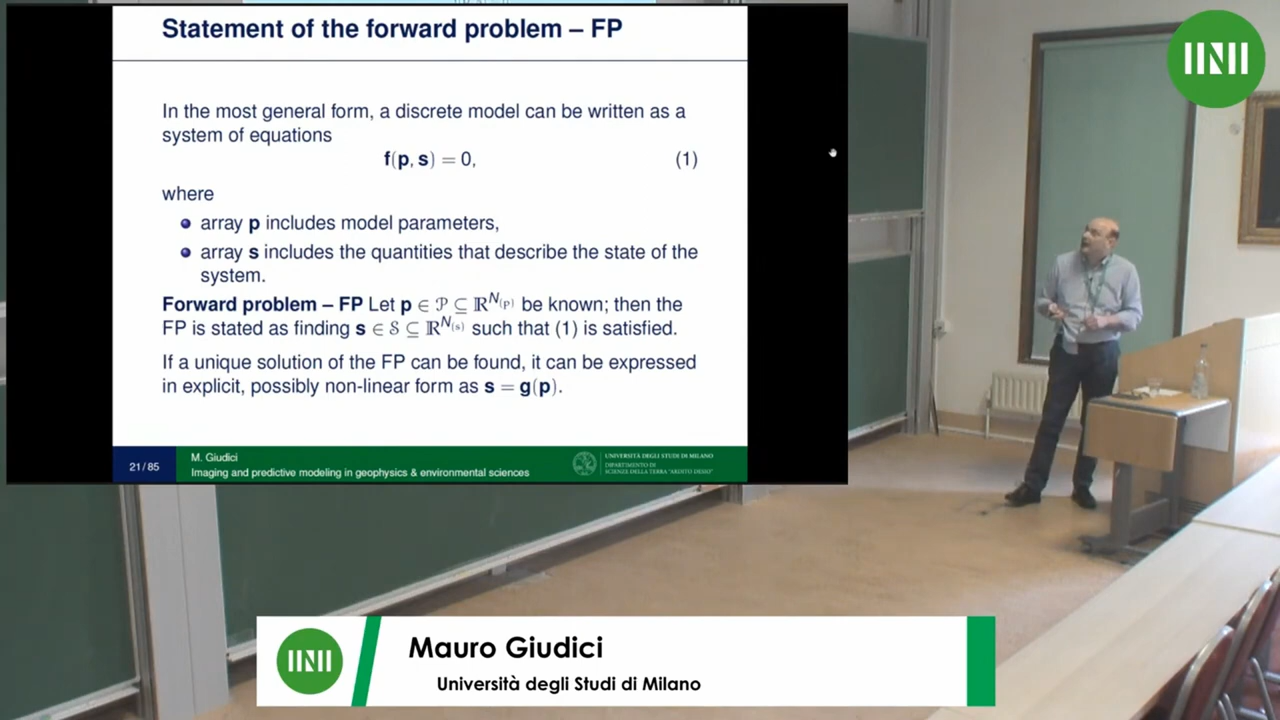 Statement of the forward problem – FP
In the most general form, a discrete model can be written as a
system of equations
f(p, s) = 0, (1)
where
array p includes model parameters,
array s includes the quantities that describe the state of the
system.
Forward problem – FP Let p ∈ 𝒫 ⊆ ℝ^N(p) be known; then the
FP is stated as finding s ∈ 𝒮 ⊆ ℝ^N(s) such that (1) is satisfied.
If a unique solution of the FP can be found, it can be expressed
in explicit, possibly non-linear form as s = g(p).
21 / 85
M. Giudici
Imaging and predictive modeling in geophysics & environmental sciences
UNIVERSITÀ DEGLI STUDI DI MILANO
DIPARTIMENTO DI
SCIENZE DELLA TERRA "ARDITO DESIO"
Mauro Giudici
Università degli Studi di Milano